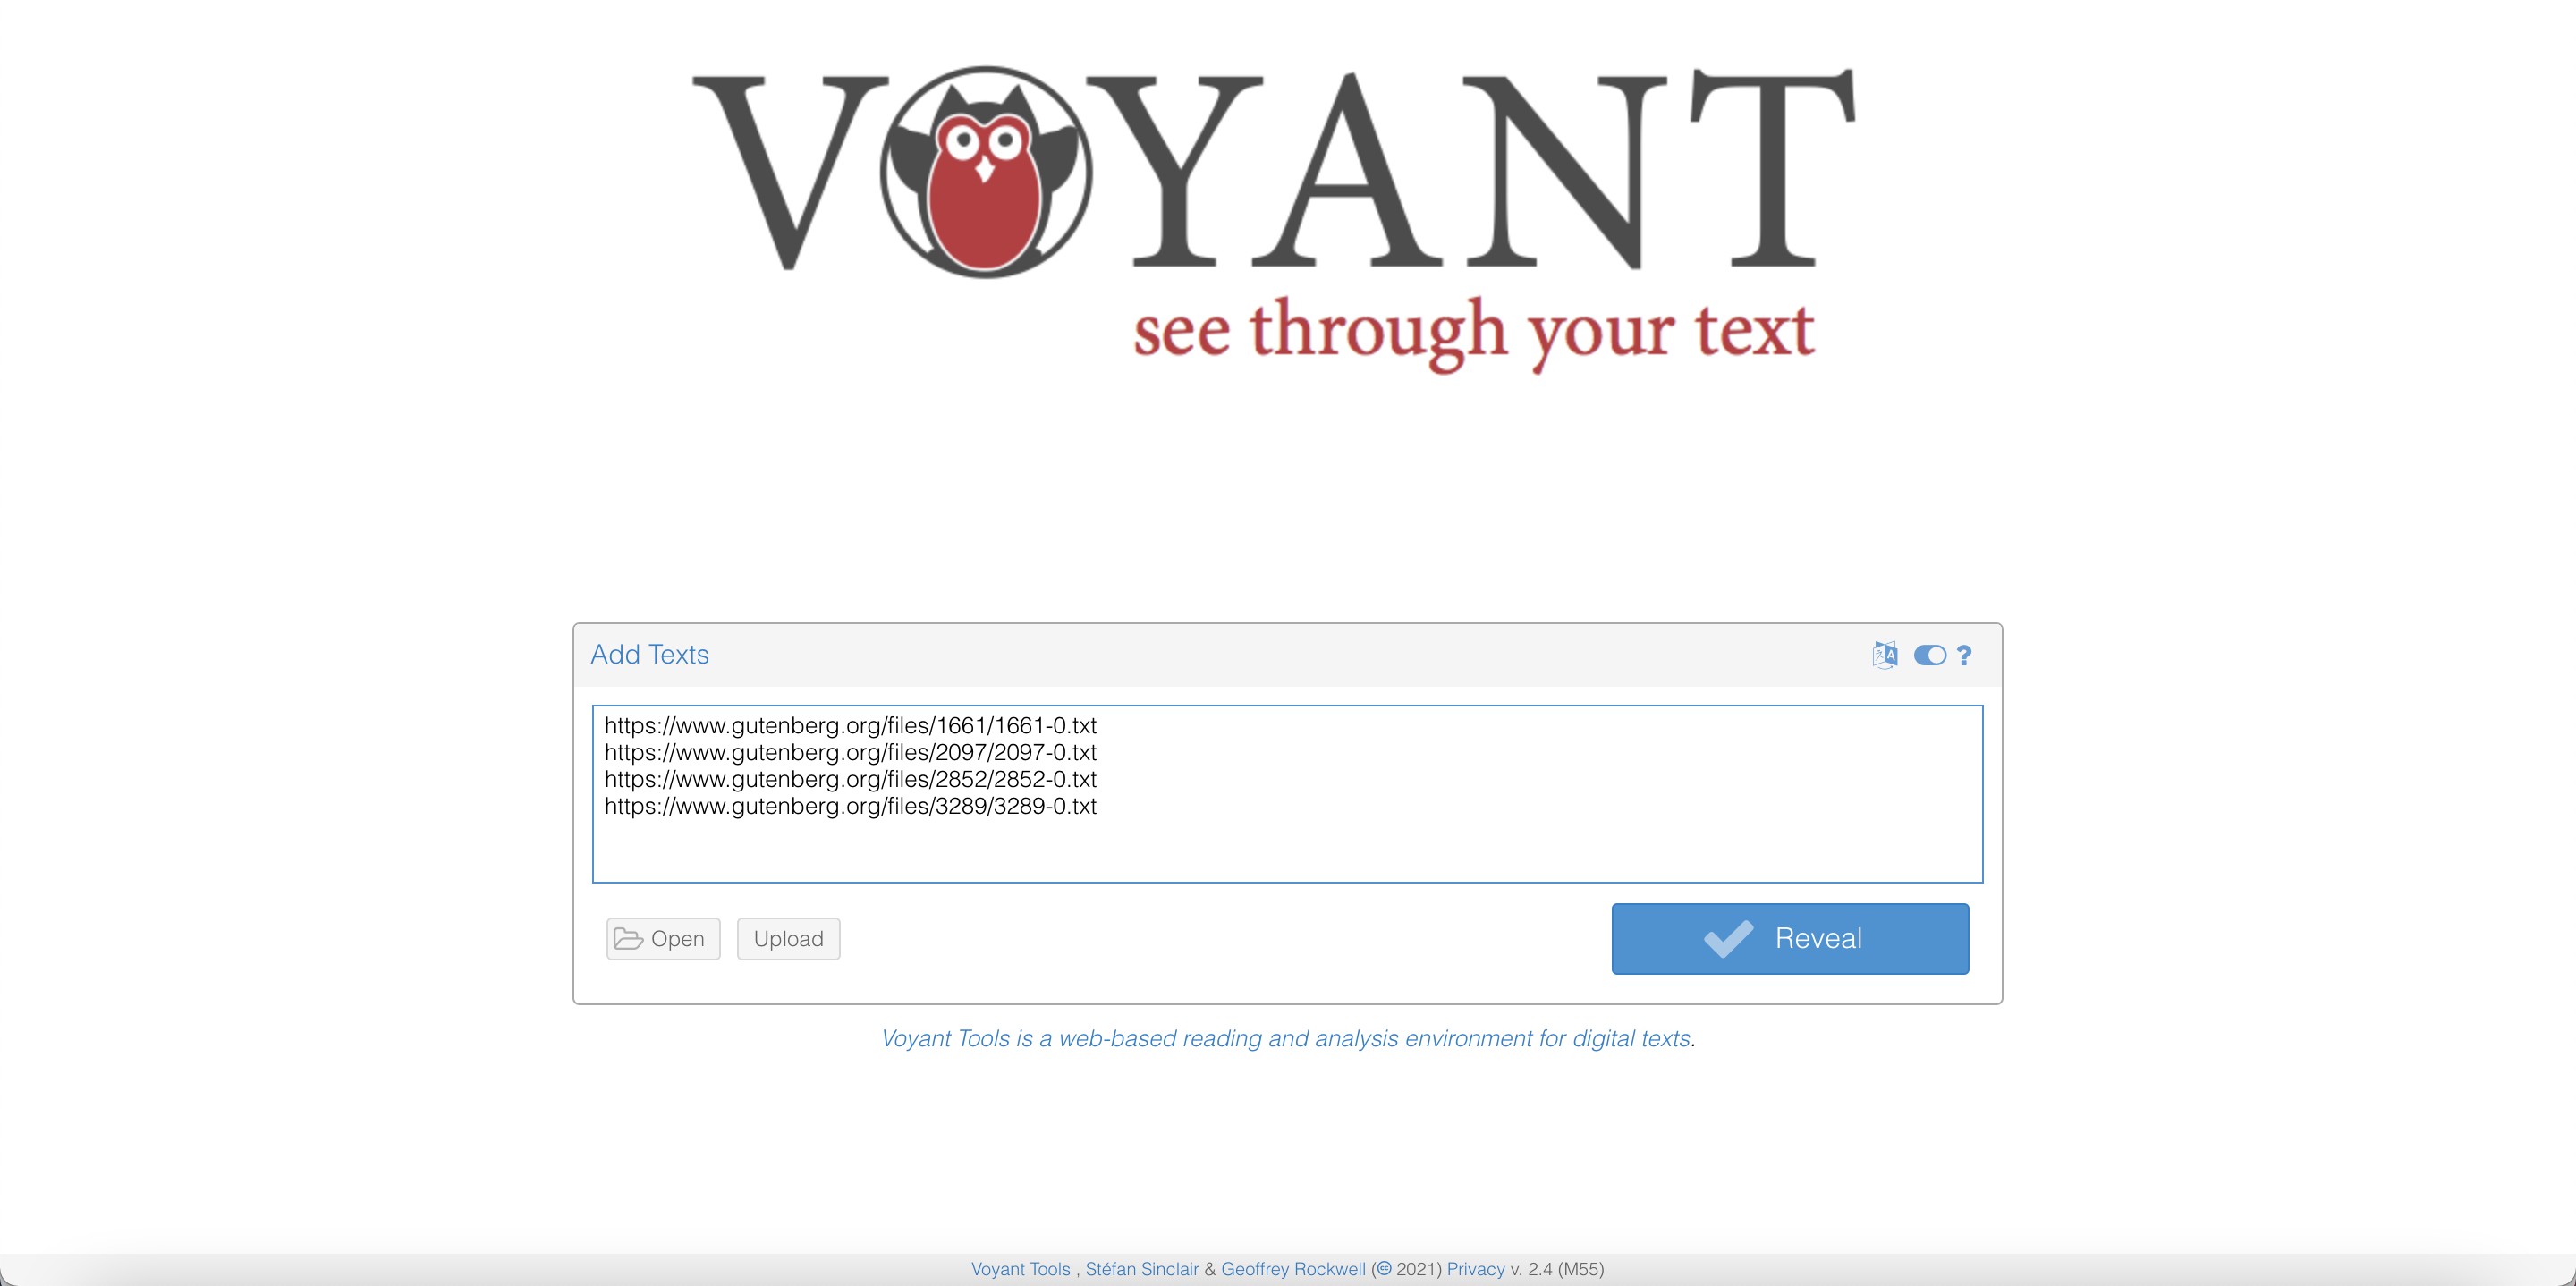 VOYANT
see through your text
Add Texts
?
https://www.gutenberg.org/files/1661/1661-0.txt
https://www.gutenberg.org/files/2097/2097-0.txt
https://www.gutenberg.org/files/2852/2852-0.txt
https://www.gutenberg.org/files/3289/3289-0.txt
Open Upload Reveal
Voyant Tools is a web-based reading and analysis environment for digital texts.
Voyant Tools , Stéfan Sinclair & Geoffrey Rockwell (🅭 2021) Privacy v. 2.4 (M55)